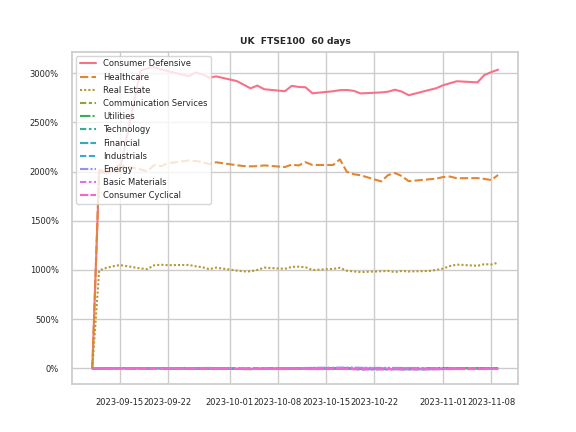 UK FTSE100 60 days
3000%
2500%
2000%
1500%
1000%
500%
0%
Consumer Defensive
Healthcare
Real Estate
Communication Services
Utilities
Technology
Financial
Industrials
Energy
Basic Materials
Consumer Cyclical
2023-09-15 2023-09-22 2023-10-01 2023-10-08 2023-10-15 2023-10-22 2023-11-01 2023-11-08